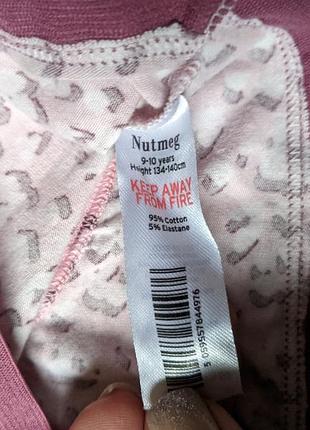 Nutmeg
9-10 years
Height 134-140cm
KEEP AWAY
FROM FIRE
95% Cotton
5% Elastane
5 059557 844976